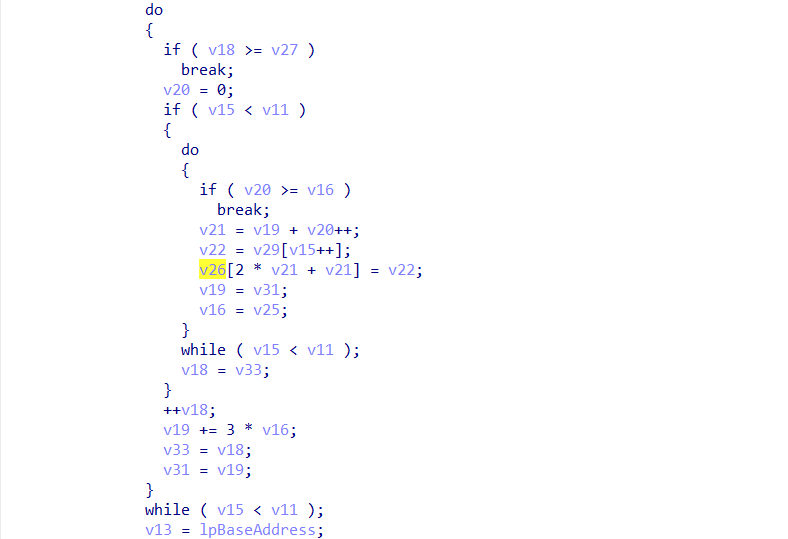 do
{
if ( v18 >= v27 )
break;
v20 = 0;
if ( v15 < v11 )
{
do
{
if ( v20 >= v16 )
break;
v21 = v19 + v20++;
v22 = v29[v15++];
v26[2 * v21 + v21] = v22;
v19 = v31;
v16 = v25;
}
while ( v15 < v11 );
v18 = v33;
}
++v18;
v19 += 3 * v16;
v33 = v18;
v31 = v19;
}
while ( v15 < v11 );
v13 = lpBaseAddress;